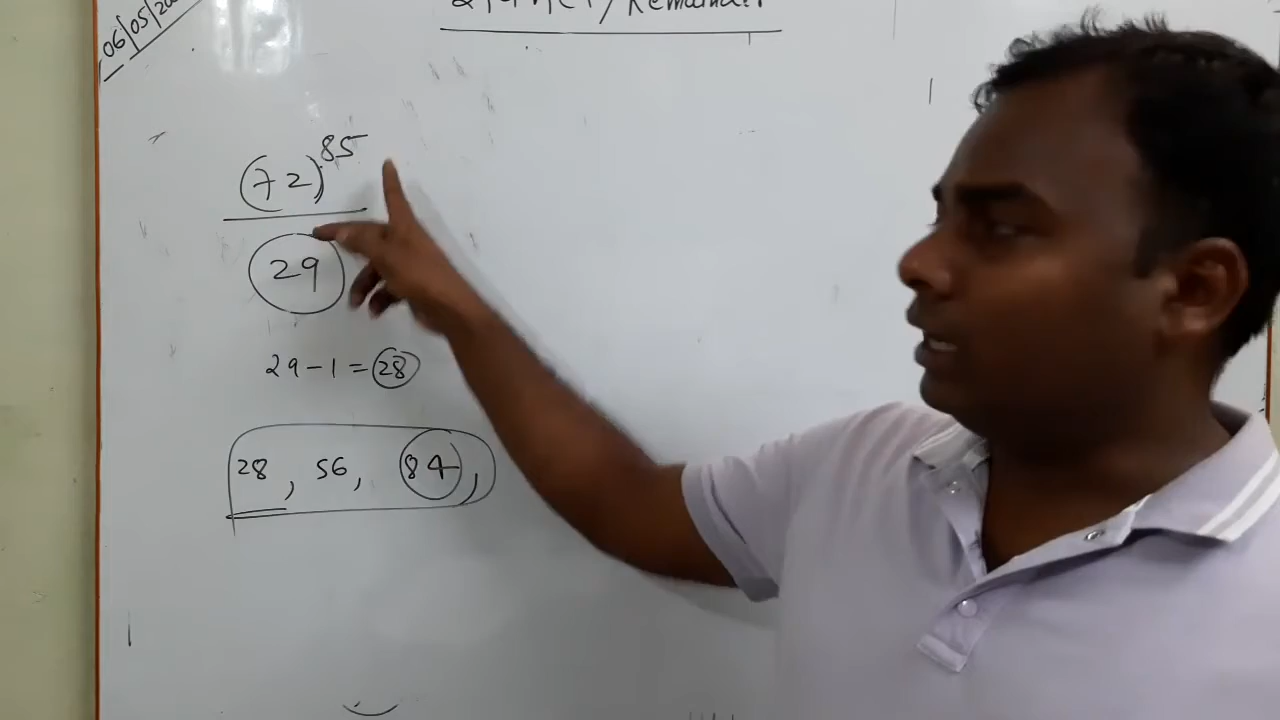 06/05/20
Remainder
(72)^85
29
29-1=28
28, 56, 84,